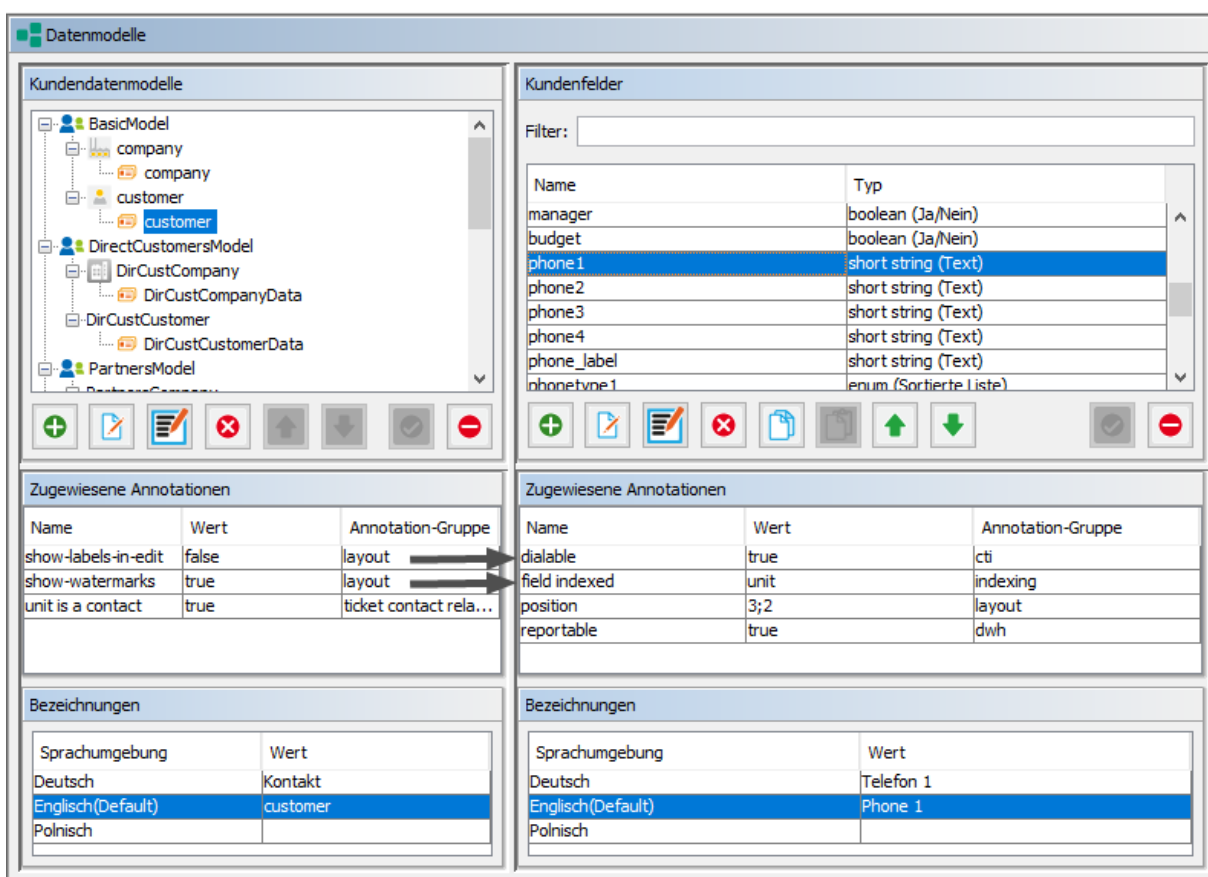 Datenmodelle
Kundendatenmodelle
BasicModel
company
company
customer
customer
DirectCustomersModel
DirCustCompany
DirCustCompanyData
DirCustCustomer
DirCustCustomerData
PartnersModel
PartnersCompany
Kundenfelder
Filter:
Name Typ
manager boolean (Ja/Nein)
budget boolean (Ja/Nein)
phone1 short string (Text)
phone2 short string (Text)
phone3 short string (Text)
phone4 short string (Text)
phone_label short string (Text)
phonetype1 enum (Sortierte Liste)
Zugewiesene Annotationen
Name Wert Annotation-Gruppe
show-labels-in-edit false layout
show-watermarks true layout
unit is a contact true ticket contact rela...
Zugewiesene Annotationen
Name Wert Annotation-Gruppe
dialable true cti
field indexed unit indexing
position 3;2 layout
reportable true dwh
Bezeichnungen
Sprachumgebung Wert
Deutsch Kontakt
Englisch(Default) customer
Polnisch
Bezeichnungen
Sprachumgebung Wert
Deutsch Telefon 1
Englisch(Default) Phone 1
Polnisch